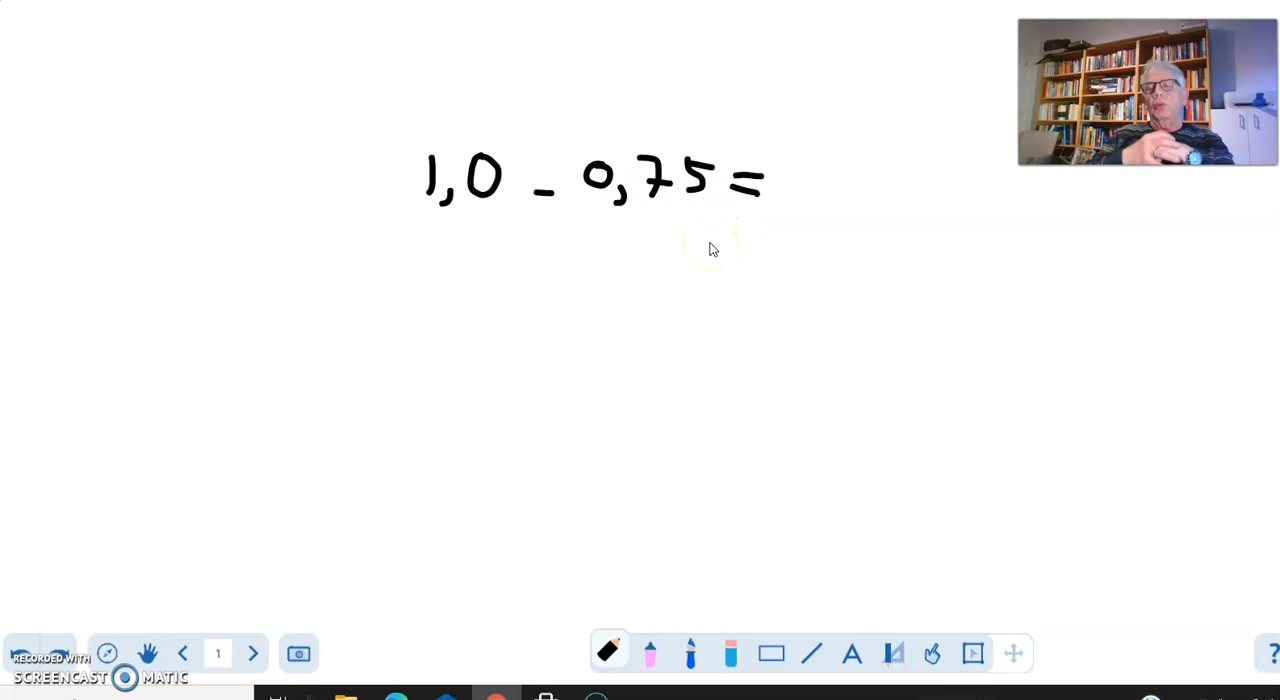 1,0 - 0,75 =
1
?
RECORDED WITH
SCREENCAST MATIC